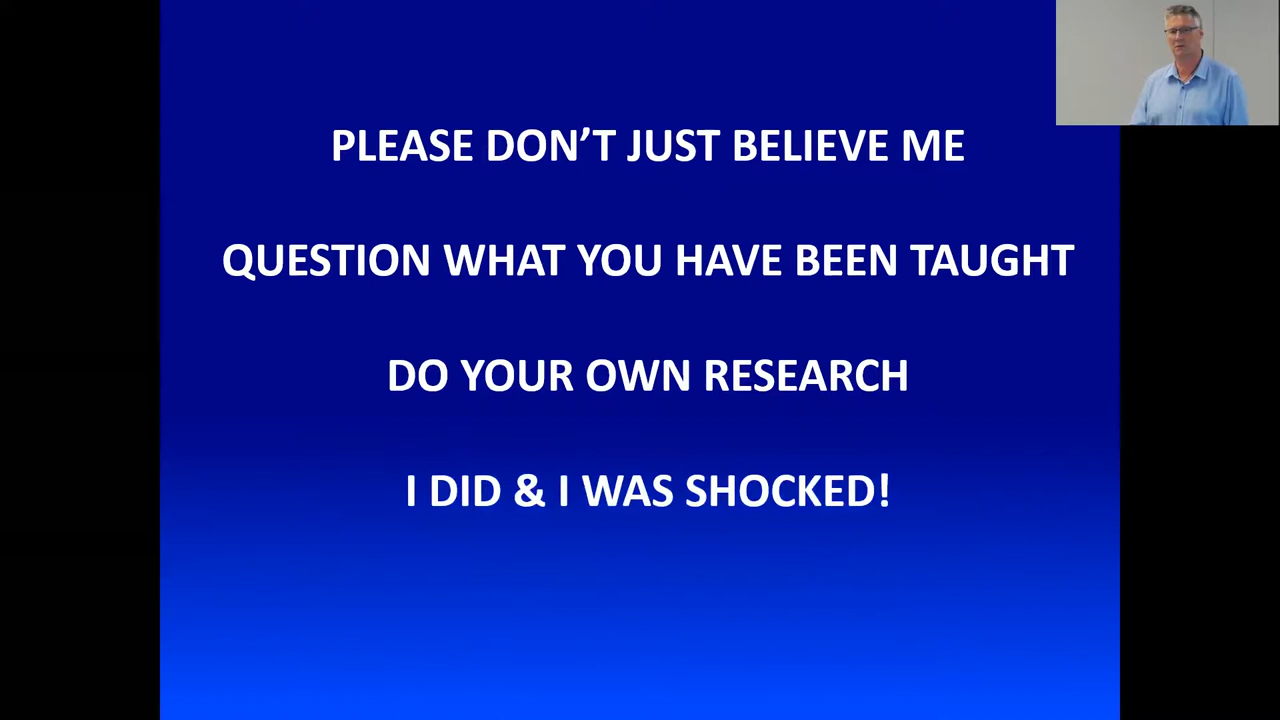 PLEASE DON’T JUST BELIEVE ME
QUESTION WHAT YOU HAVE BEEN TAUGHT
DO YOUR OWN RESEARCH
I DID & I WAS SHOCKED!